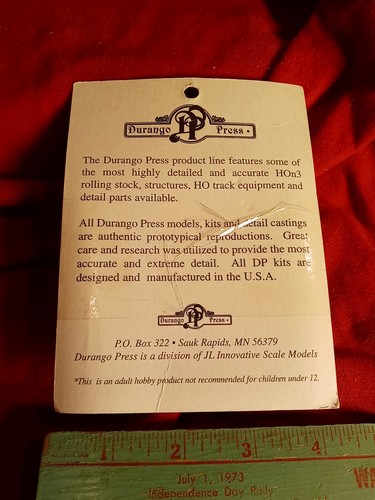 Durango DP Press
The Durango Press product line features some of
the most highly detailed and accurate HOn3
rolling stock, structures, HO track equipment and
detail parts available.
All Durango Press models, kits and detail castings
are authentic prototypical reproductions. Great
care and research was utilized to provide the most
accurate and extreme detail. All DP kits are
designed and manufactured in the U.S.A.
Durango DP Press
P.O. Box 322 • Sauk Rapids, MN 56379
Durango Press is a division of JL Innovative Scale Models
*This is an adult hobby product not recommended for children under 12.
1 2 3 4
July 1, 1973
Independence Day Rally